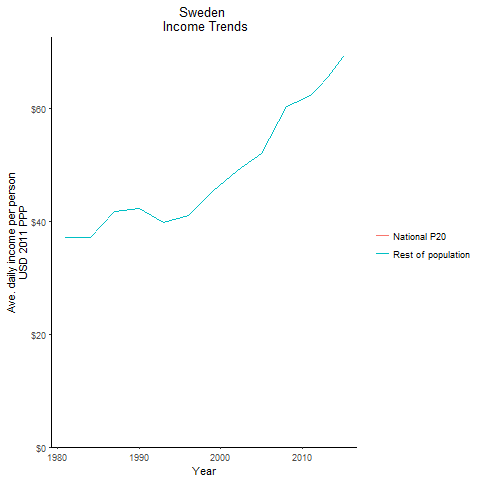 Sweden
Income Trends
$60
$40
$20
$0
Ave. daily income per person
USD 2011 PPP
1980
1990
2000
2010
Year
National P20
Rest of population